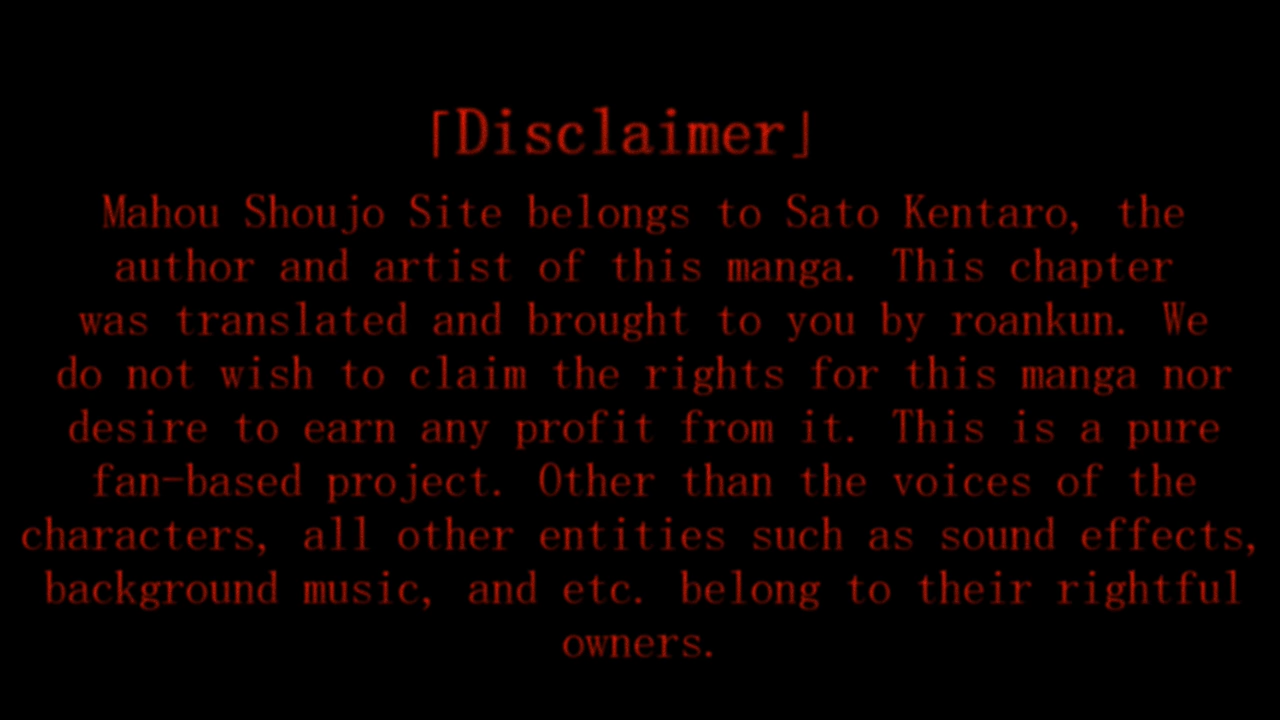 「Disclaimer」
Mahou Shoujo Site belongs to Sato Kentaro, the
author and artist of this manga. This chapter
was translated and brought to you by roankun. We
do not wish to claim the rights for this manga nor
desire to earn any profit from it. This is a pure
fan-based project. Other than the voices of the
characters, all other entities such as sound effects,
background music, and etc. belong to their rightful
owners.